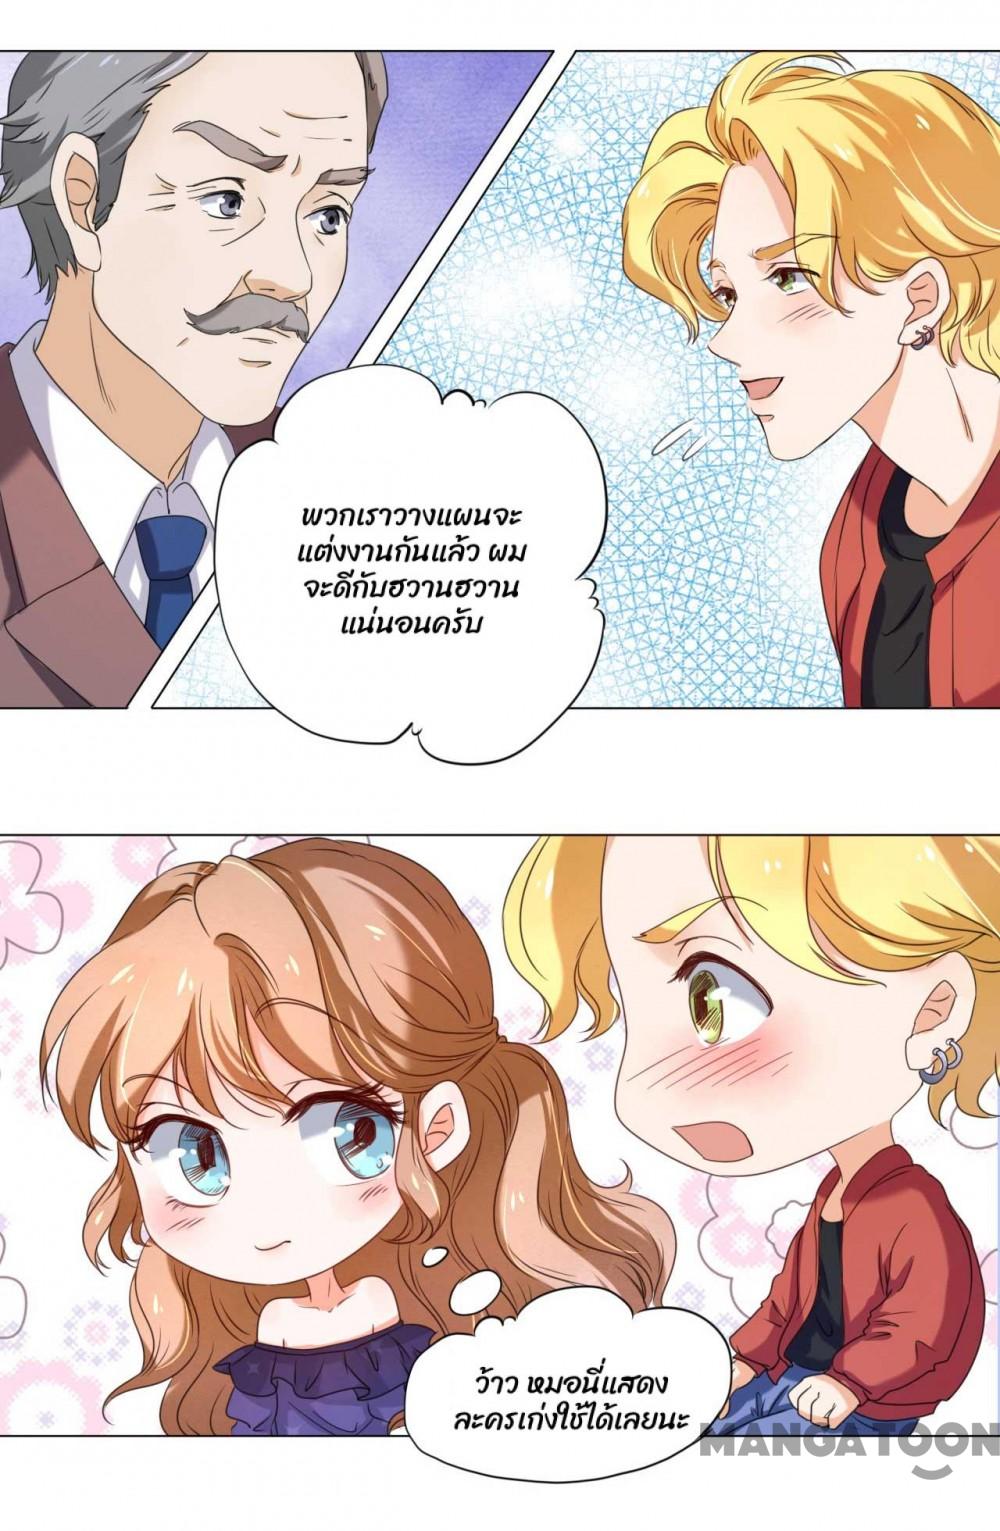 พวกเราวางแผนจะ
แต่งงานกันแล้ว ผม
จะดีกับฮวานฮวาน
แน่นอนครับ
ว้าว หมอนี่แสดง
ละครเก่งใช้ได้เลยนะ
MANGATOON